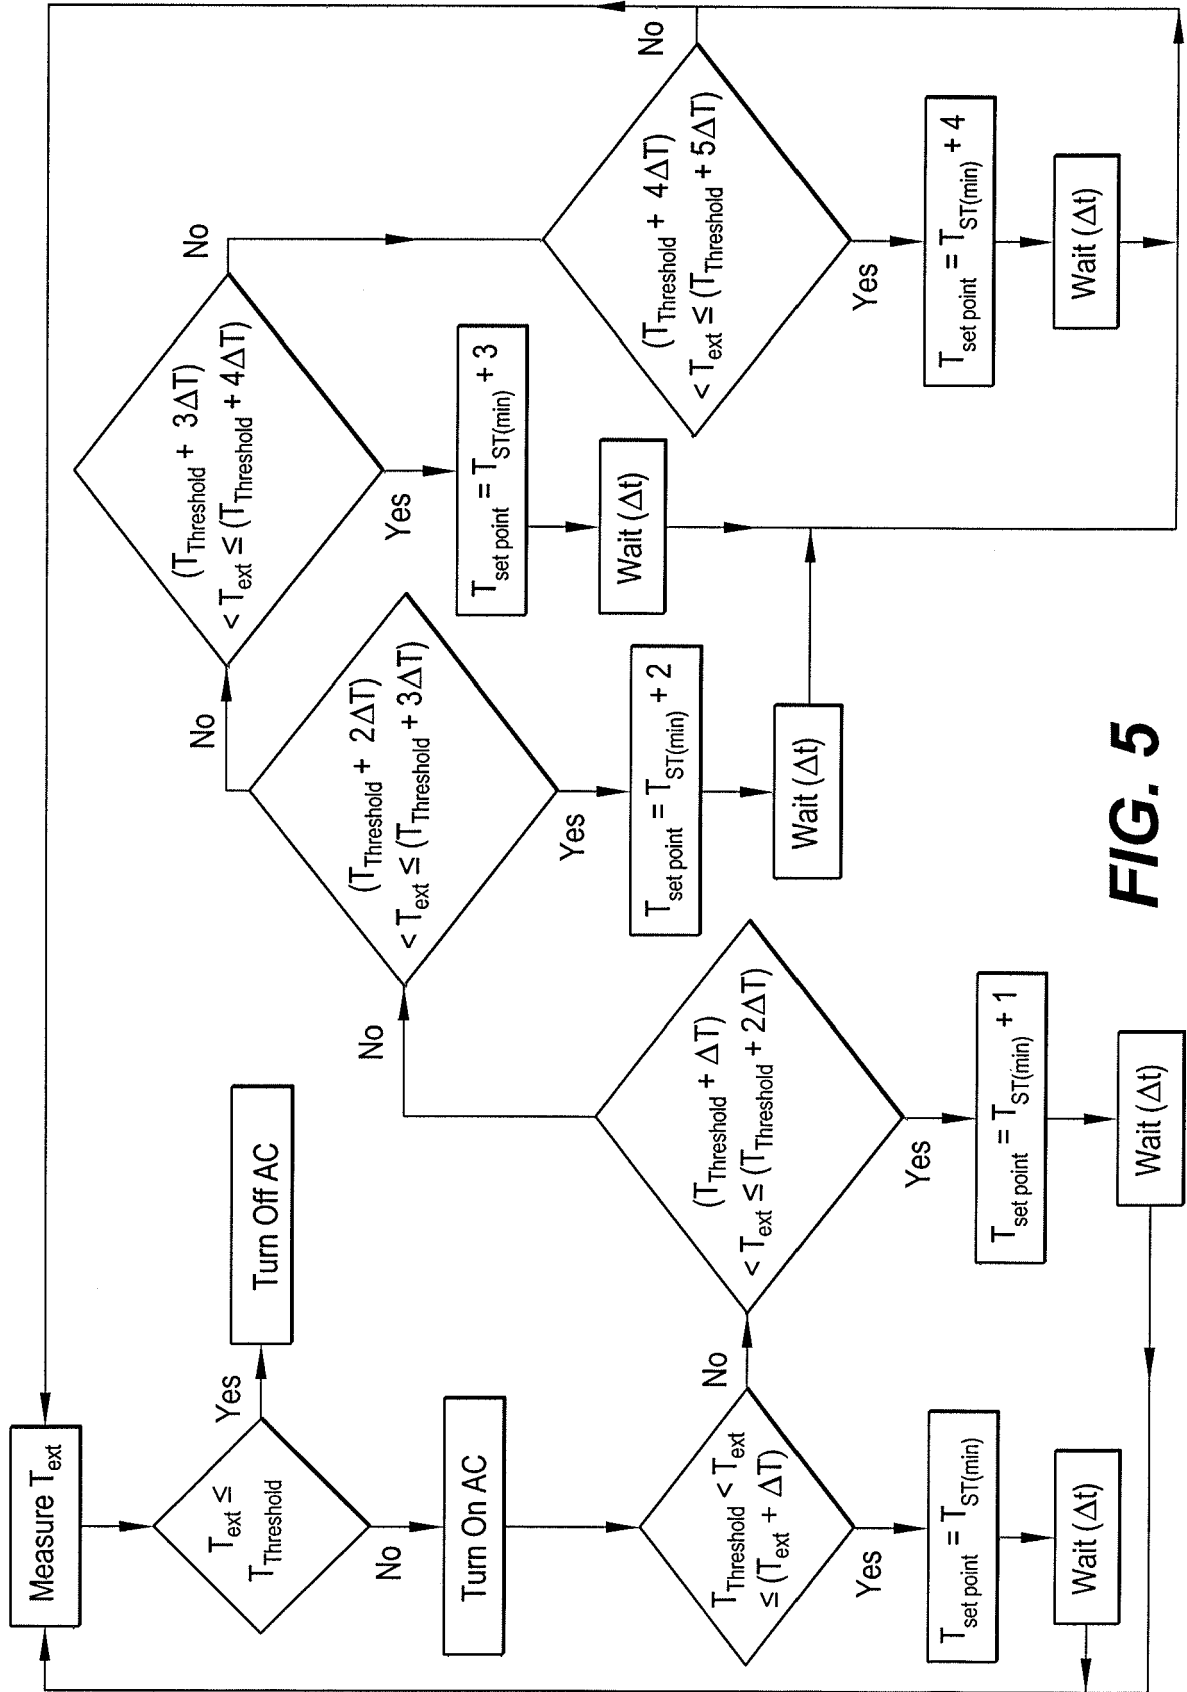 Measure T_ext
T_ext ≤
T_Threshold
Yes
Turn Off AC
No
Turn On AC
T_Threshold < T_ext
≤ (T_ext + ΔT)
Yes
T_set point = T_ST(min)
Wait (Δt)
No
(T_Threshold + ΔT)
< T_ext ≤ (T_Threshold + 2ΔT)
Yes
T_set point = T_ST(min) + 1
Wait (Δt)
No
(T_Threshold + 2ΔT)
< T_ext ≤ (T_Threshold + 3ΔT)
Yes
T_set point = T_ST(min) + 2
Wait (Δt)
No
(T_Threshold + 3ΔT)
< T_ext ≤ (T_Threshold + 4ΔT)
Yes
T_set point = T_ST(min) + 3
Wait (Δt)
No
(T_Threshold + 4ΔT)
< T_ext ≤ (T_Threshold + 5ΔT)
No
Yes
T_set point = T_ST(min) + 4
Wait (Δt)
FIG. 5